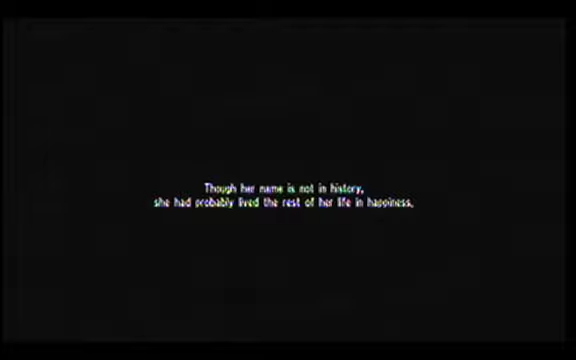 Though her name is not in history,
she had probably lived the rest of her life in happiness.